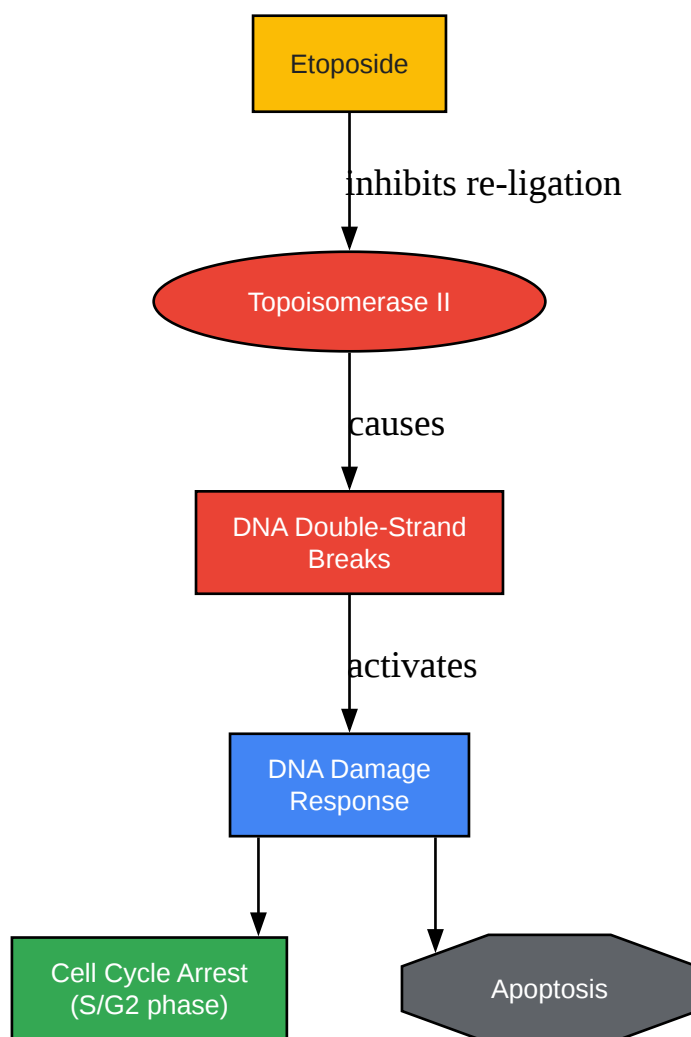 Etoposide
inhibits re-ligation
Topoisomerase II
causes
DNA Double-Strand
Breaks
activates
DNA Damage
Response
Cell Cycle Arrest
(S/G2 phase)
Apoptosis